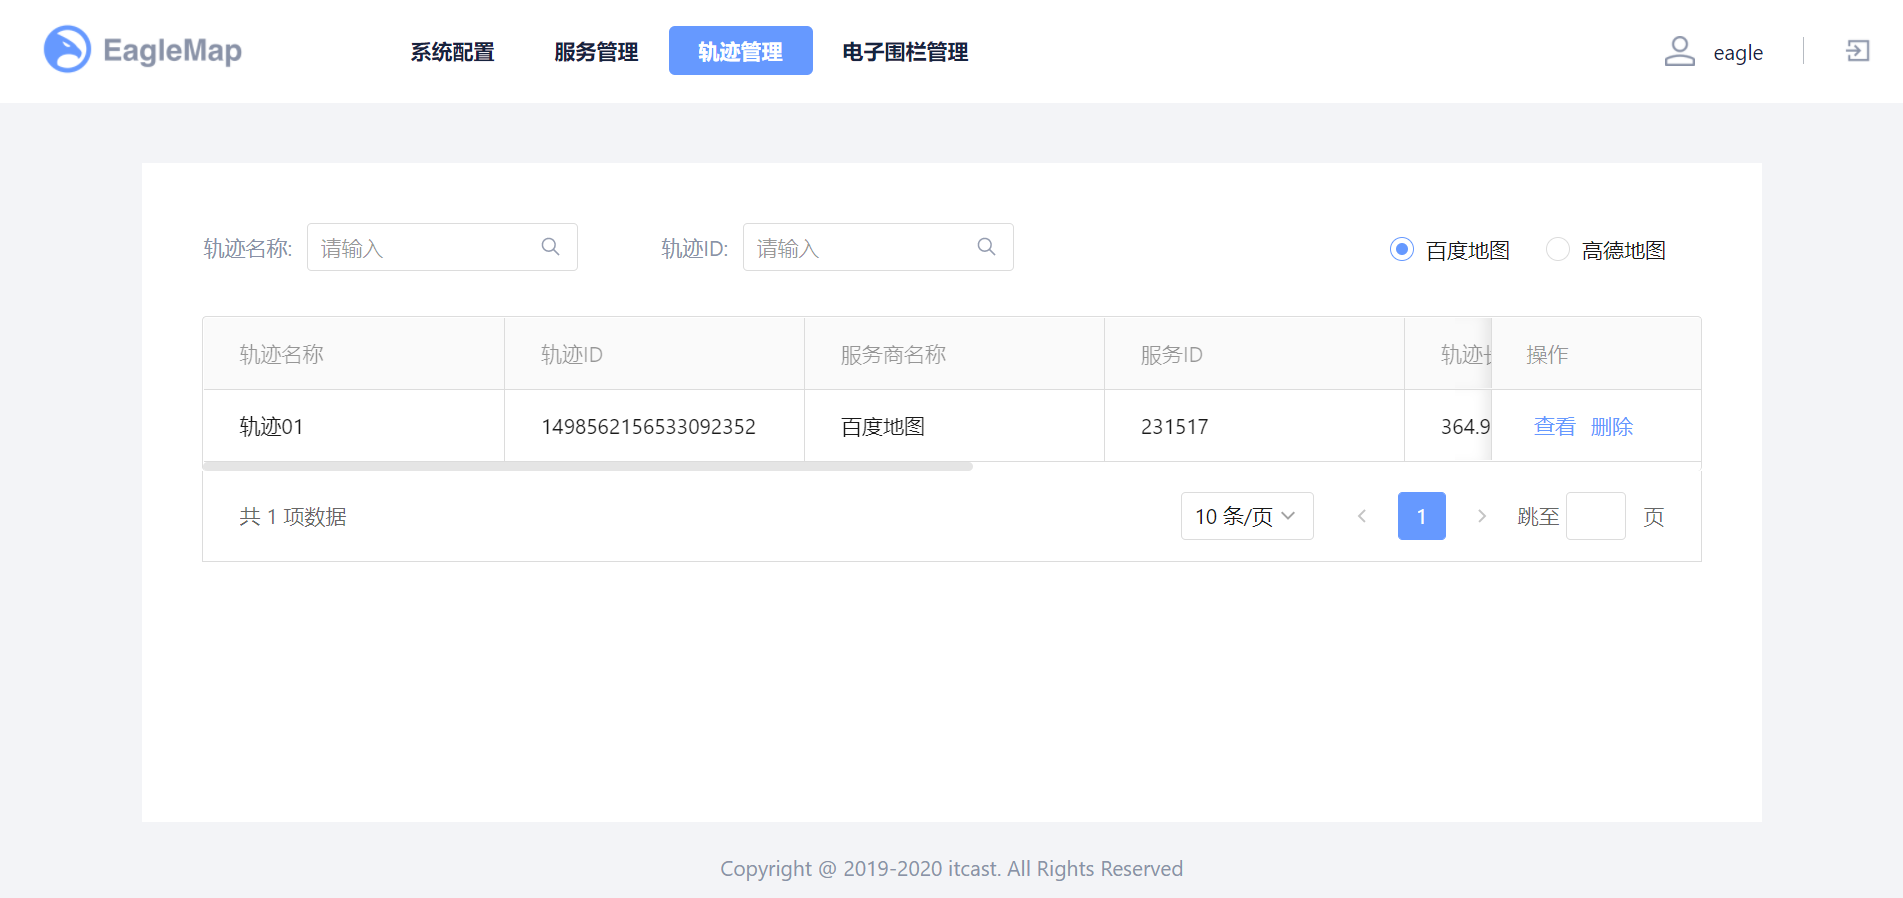 EagleMap 系统配置 服务管理 轨迹管理 电子围栏管理 eagle
轨迹名称: 请输入 轨迹ID: 请输入 百度地图 高德地图
轨迹名称 轨迹ID 服务商名称 服务ID 轨迹 操作
轨迹01 1498562156533092352 百度地图 231517 364.9 查看 删除
共 1 项数据 10 条/页 1 跳至 页
Copyright @ 2019-2020 itcast. All Rights Reserved